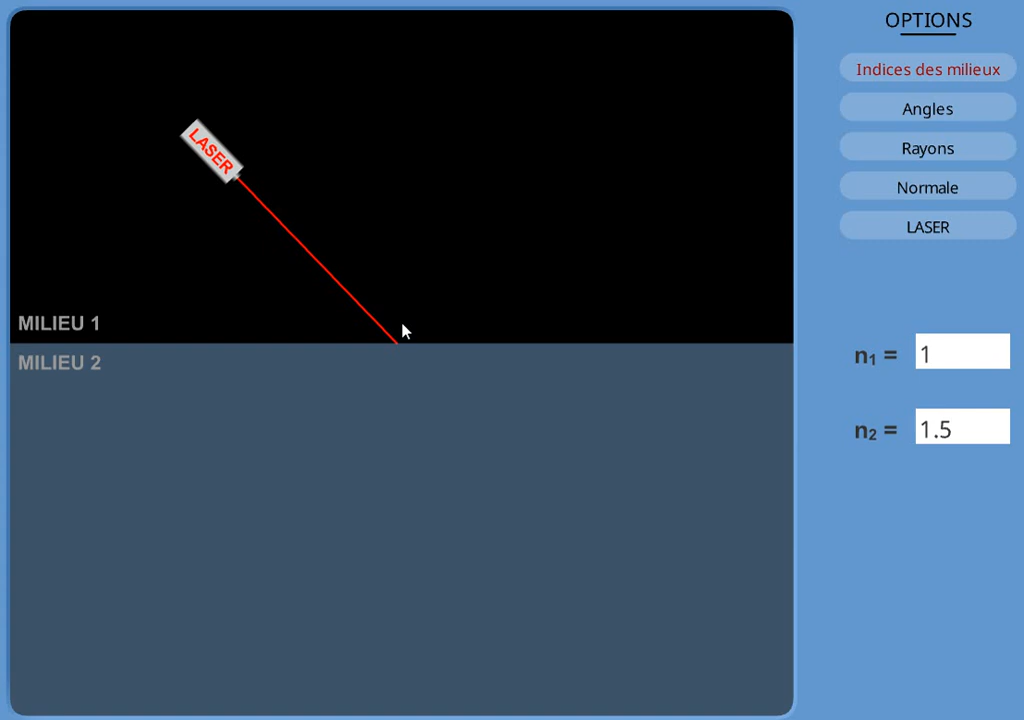 OPTIONS
Indices des milieux
Angles
Rayons
Normale
LASER
LASER
MILIEU 1
MILIEU 2
n₁ = 1
n₂ = 1.5